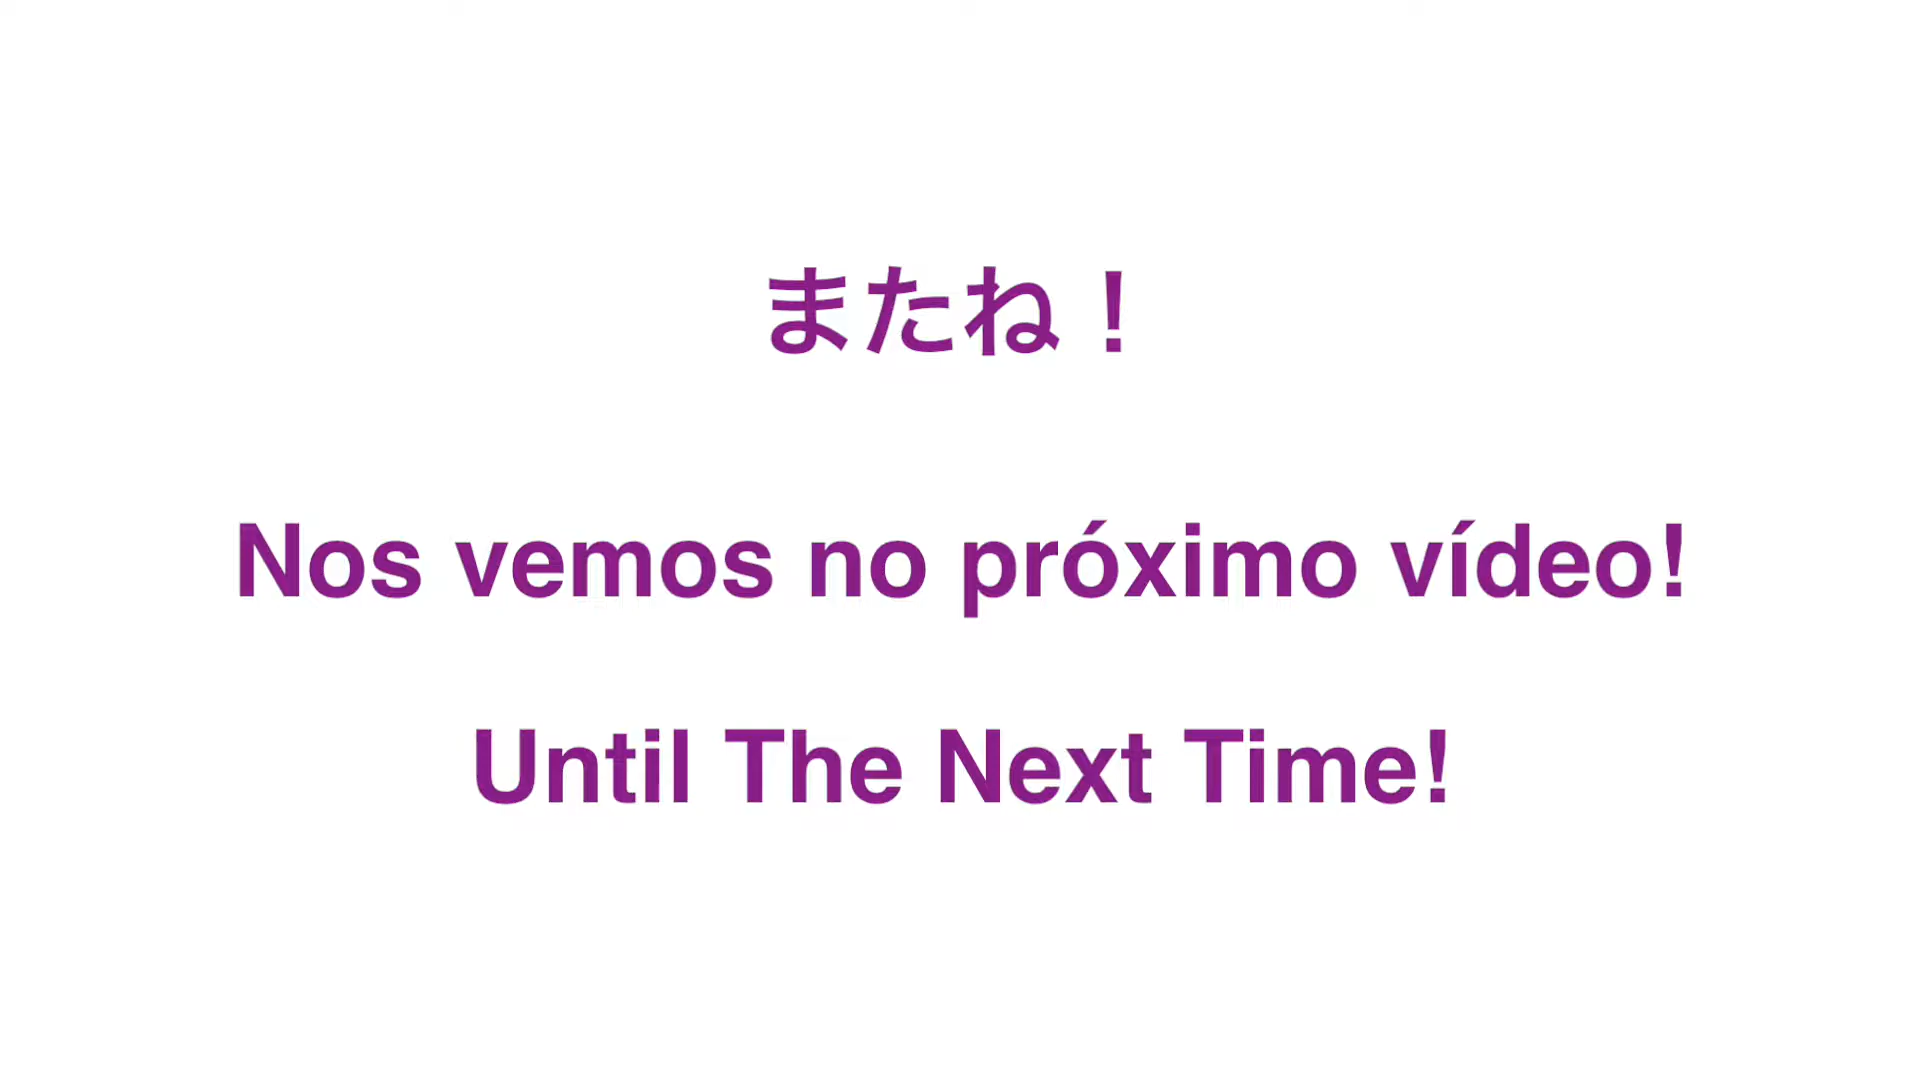 またね！
Nos vemos no próximo vídeo!
Until The Next Time!